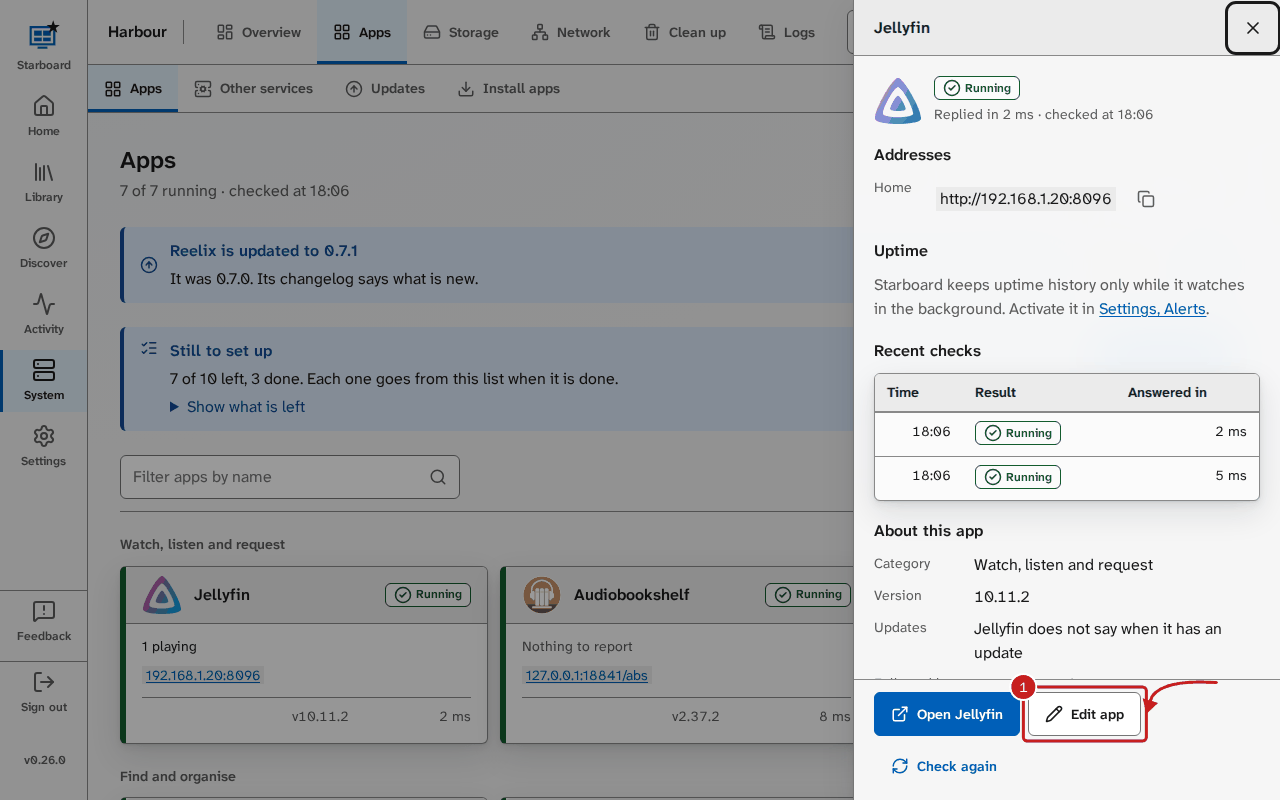 Starboard
Home
Library
Discover
Activity
System
Settings
Feedback
Sign out
v0.26.0
Harbour
Overview
Apps
Storage
Network
Clean up
Logs
Apps
Other services
Updates
Install apps
Apps
7 of 7 running · checked at 18:06
Reelix is updated to 0.7.1
It was 0.7.0. Its changelog says what is new.
Still to set up
7 of 10 left, 3 done. Each one goes from this list when it is done.
Show what is left
Filter apps by name
Watch, listen and request
Jellyfin
Running
1 playing
192.168.1.20:8096
v10.11.2
2 ms
Audiobookshelf
Running
Nothing to report
127.0.0.1:18841/abs
v2.37.2
8 ms
Find and organise
Jellyfin
Running
Replied in 2 ms · checked at 18:06
Addresses
Home
http://192.168.1.20:8096
Uptime
Starboard keeps uptime history only while it watches
in the background. Activate it in Settings, Alerts.
Recent checks
Time Result Answered in
18:06 Running 2 ms
18:06 Running 5 ms
About this app
Category Watch, listen and request
Version 10.11.2
Updates Jellyfin does not say when it has an
update
1
Open Jellyfin
Edit app
Check again